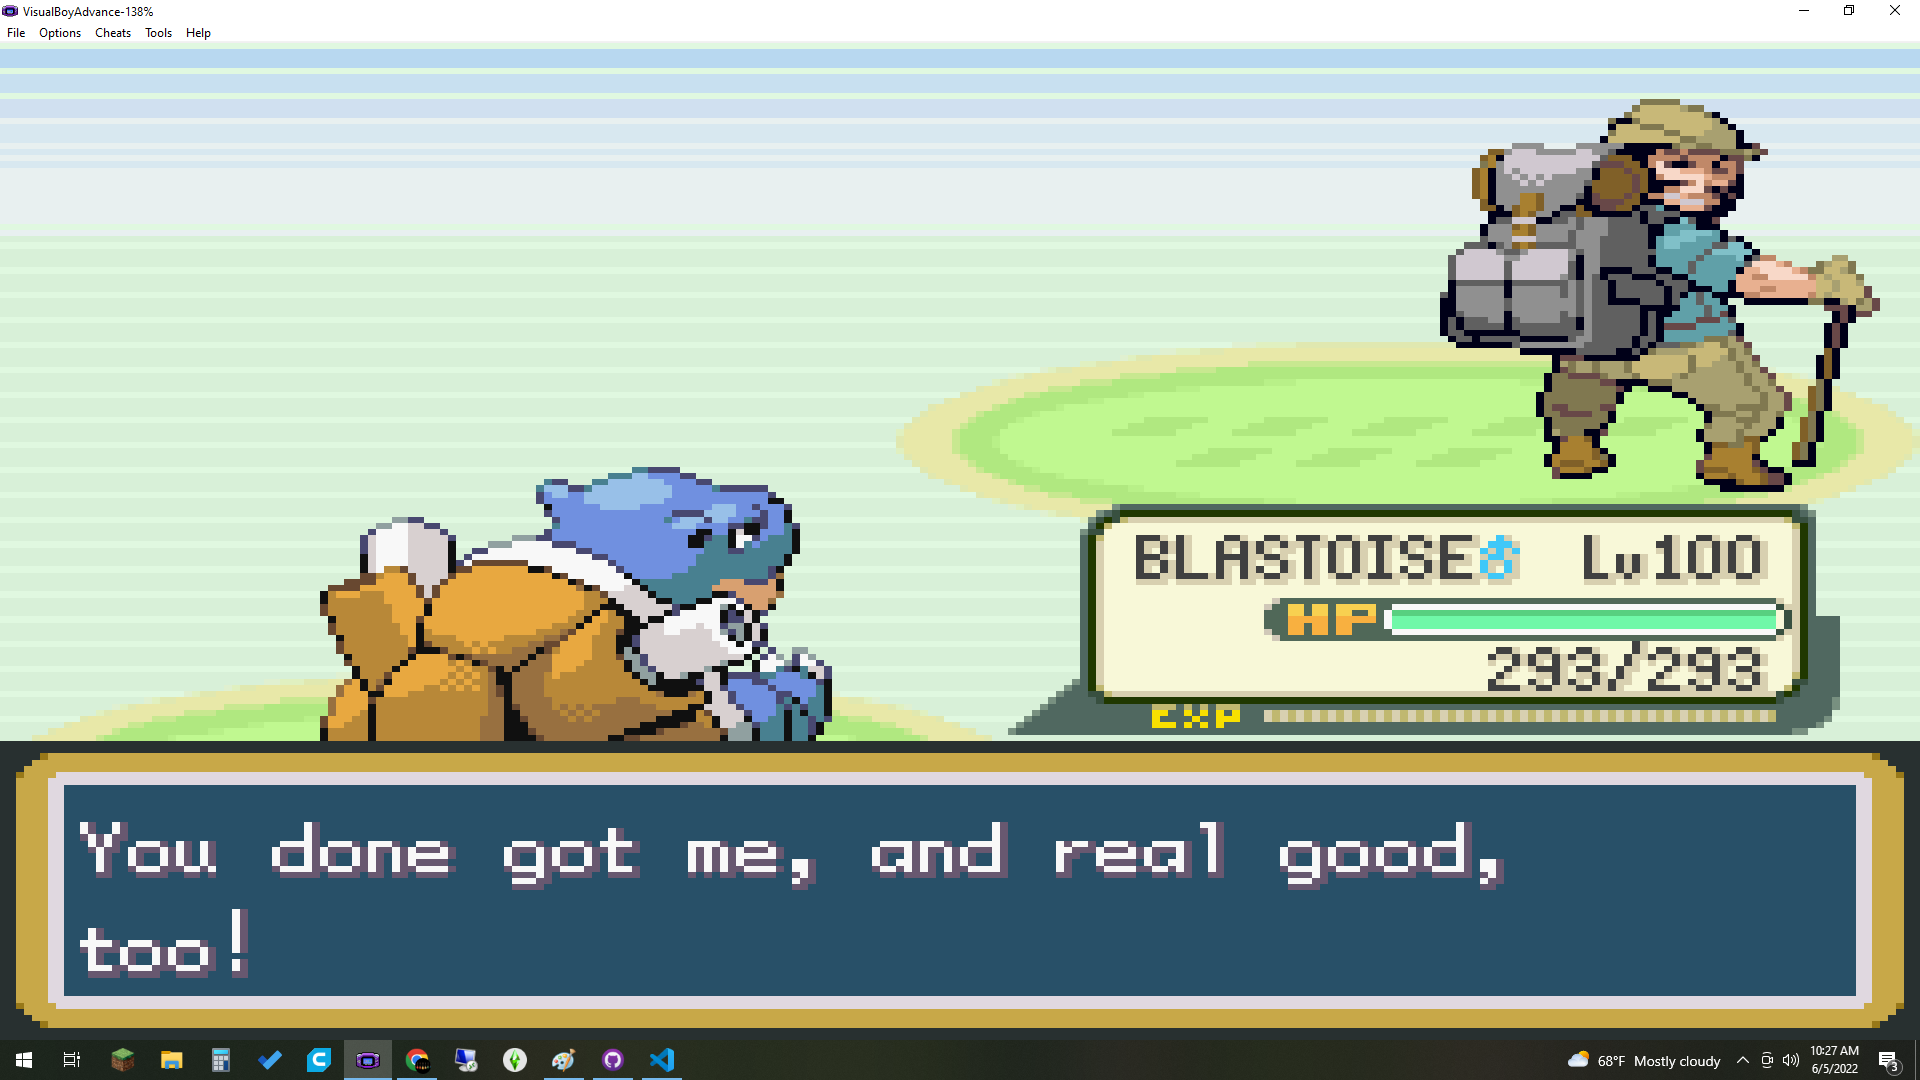 VisualBoyAdvance-138%
File Options Cheats Tools Help
BLASTOISE♂ Lv100
HP
293/293
EXP
You done got me, and real good,
too!
68°F Mostly cloudy
10:27 AM
6/5/2022
3